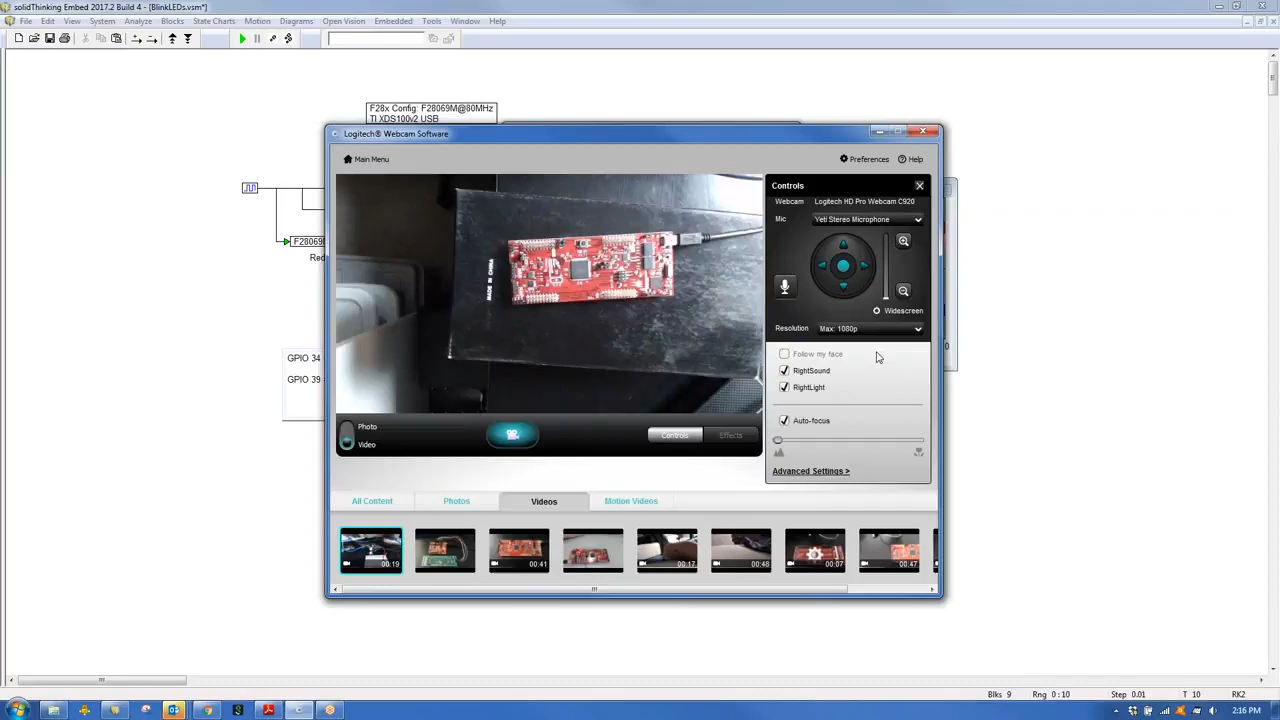 solidThinking Embed 2017.2 Build 4 - [BlinkLEDs.vsm*]
File Edit View System Analyze Blocks State Charts Motion Diagrams Open Vision Embedded Tools Window Help
F28x Config: F28069M@80MHz
TI XDS100v2 USB
Logitech® Webcam Software
Main Menu
Preferences
Help
Controls
Webcam Logitech HD Pro Webcam C920
Mic Yeti Stereo Microphone
Widescreen
Resolution Max: 1080p
Follow my face
RightSound
RightLight
Auto-focus
Advanced Settings >
MADE IN CHINA
F28069M
Red
GPIO 34
GPIO 39
Photo
Video
Controls
Effects
All Content
Photos
Videos
Motion Videos
00:19
00:41
00:17
00:48
00:07
00:47
Blks 9 Rng 0:10 Step 0.01 T 10 RK2
2:16 PM